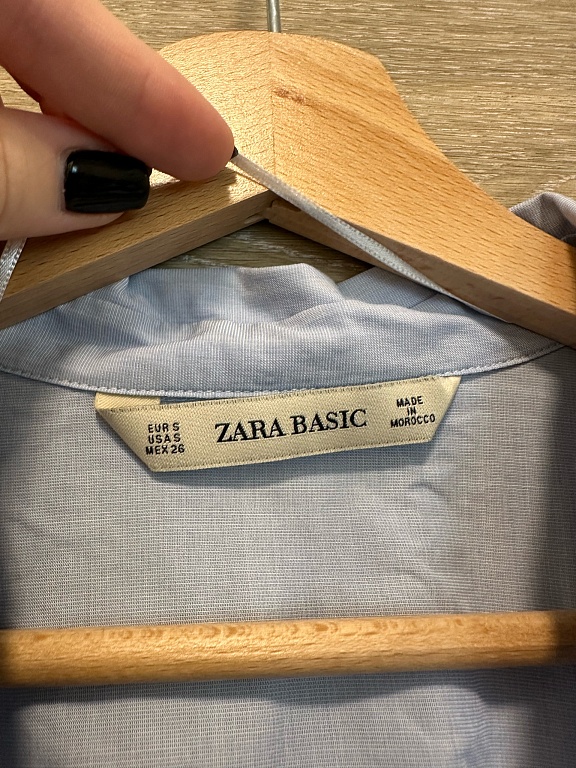 EUR S
USA S
MEX 26
ZARA BASIC
MADE
IN
MOROCCO